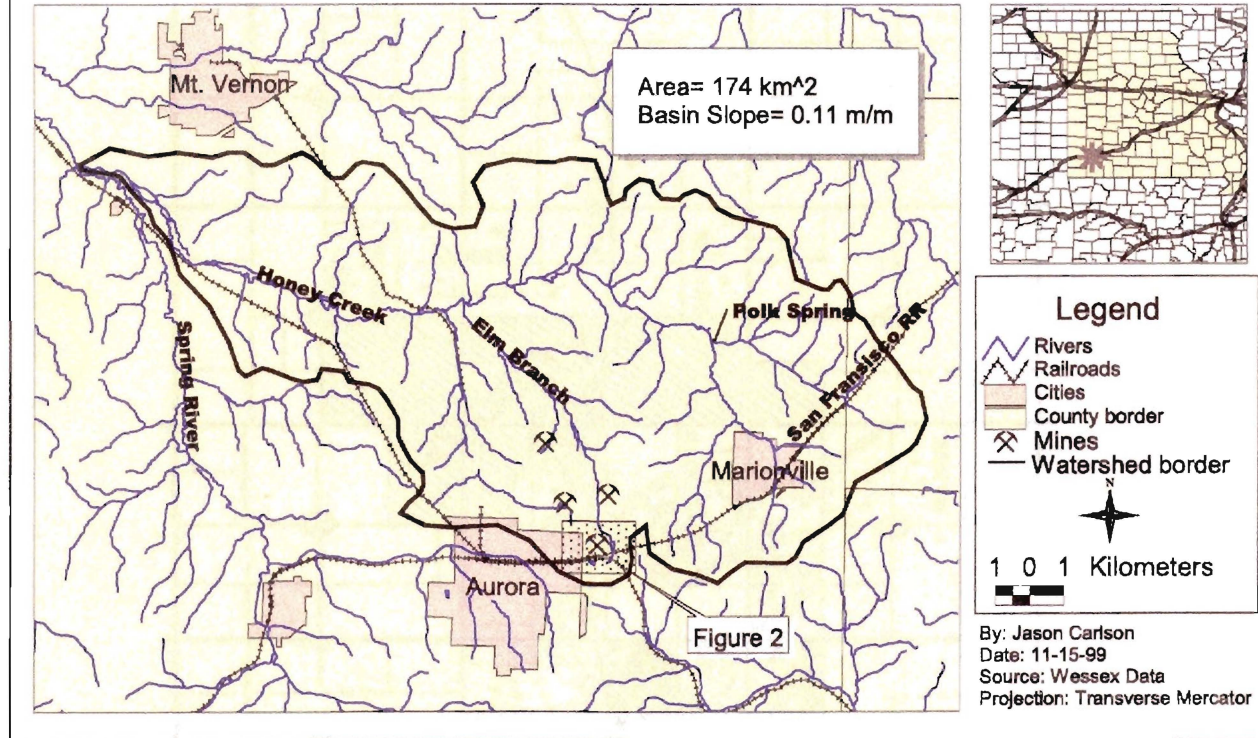 Mt. Vernon
Area= 174 km^2
Basin Slope= 0.11 m/m
Honey Creek
Elm Branch
Polk Spring
San Fransisco RR
Spring River
Marionville
Aurora
Figure 2
Legend
Rivers
Railroads
Cities
County border
Mines
Watershed border
N
1 0 1 Kilometers
By: Jason Carlson
Date: 11-15-99
Source: Wessex Data
Projection: Transverse Mercator